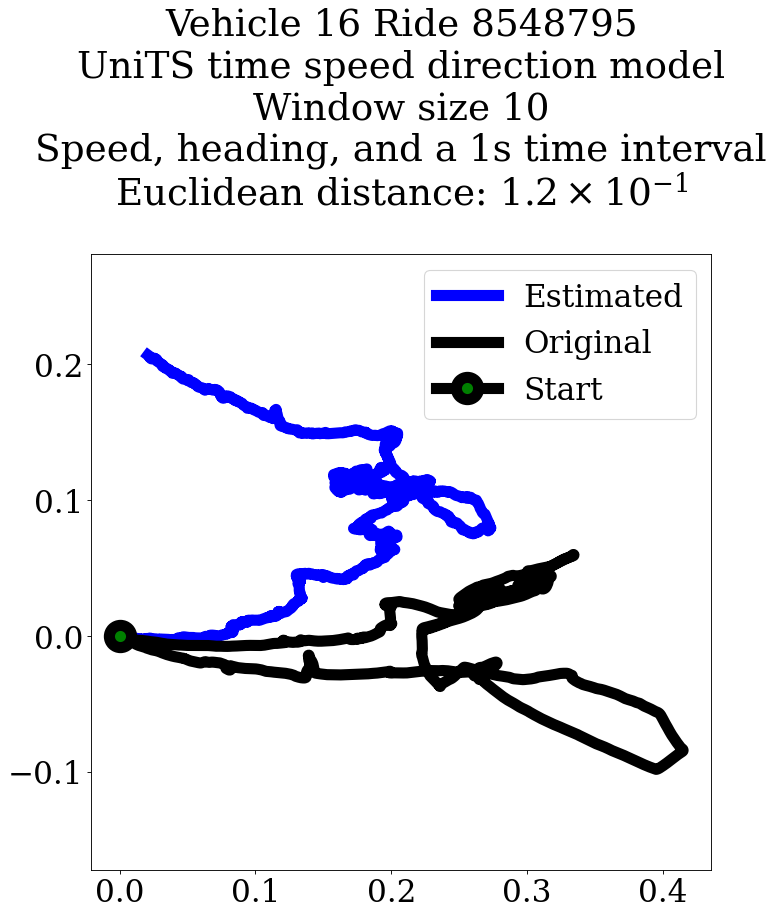 Vehicle 16 Ride 8548795
UniTS time speed direction model
Window size 10
Speed, heading, and a 1s time interval
Euclidean distance: 1.2 × 10⁻¹
Estimated
Original
Start
0.2
0.1
0.0
−0.1
0.0 0.1 0.2 0.3 0.4